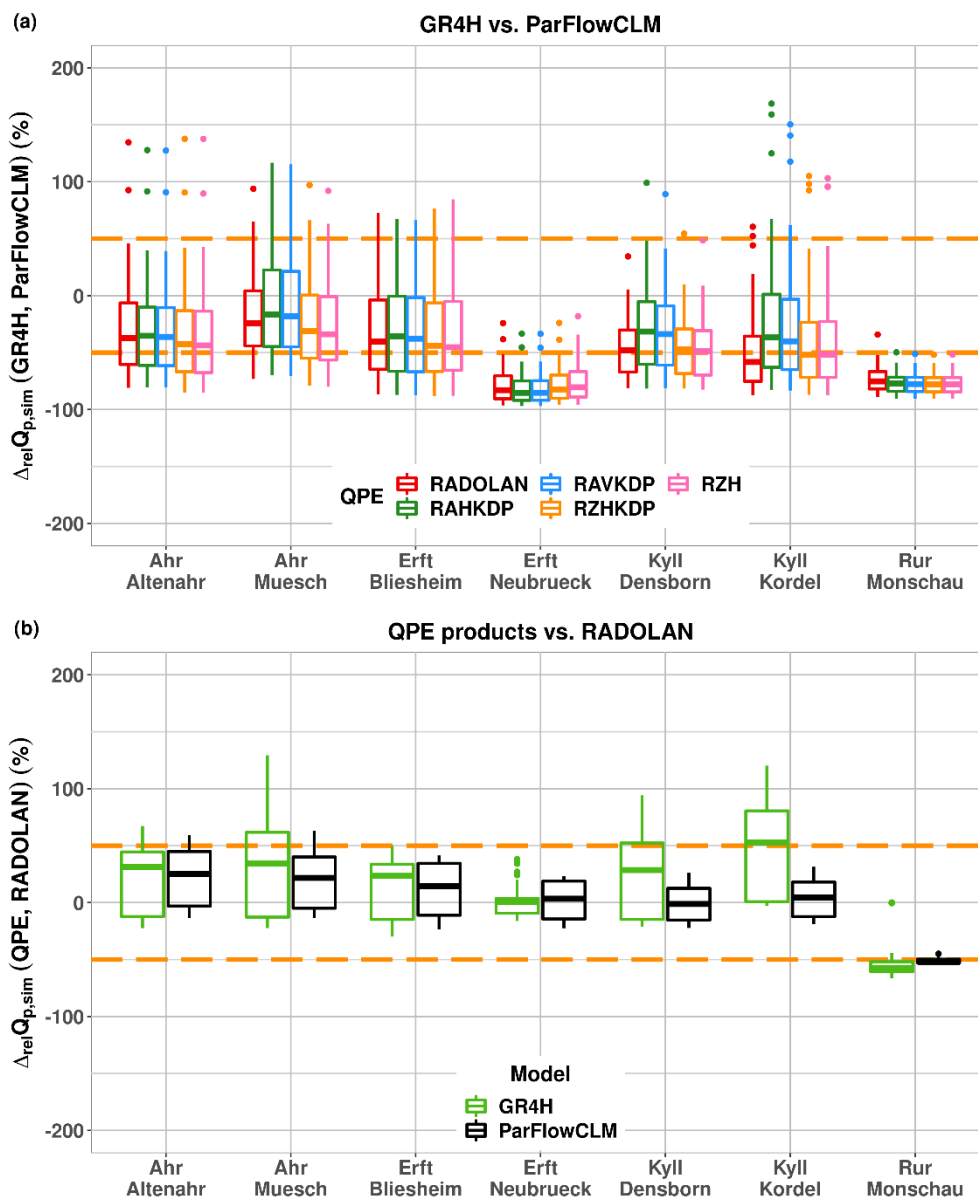 (a)
GR4H vs. ParFlowCLM
ΔrelQp,sim (GR4H, ParFlowCLM) (%)
200
100
0
-100
-200
QPE
RADOLAN
RAVKDP
RZH
RAHKDP
RZHKDP
Ahr
Altenahr
Ahr
Muesch
Erft
Bliesheim
Erft
Neubrueck
Kyll
Densborn
Kyll
Kordel
Rur
Monschau
(b)
QPE products vs. RADOLAN
ΔrelQp,sim (QPE, RADOLAN) (%)
200
100
0
-100
-200
Model
GR4H
ParFlowCLM
Ahr
Altenahr
Ahr
Muesch
Erft
Bliesheim
Erft
Neubrueck
Kyll
Densborn
Kyll
Kordel
Rur
Monschau